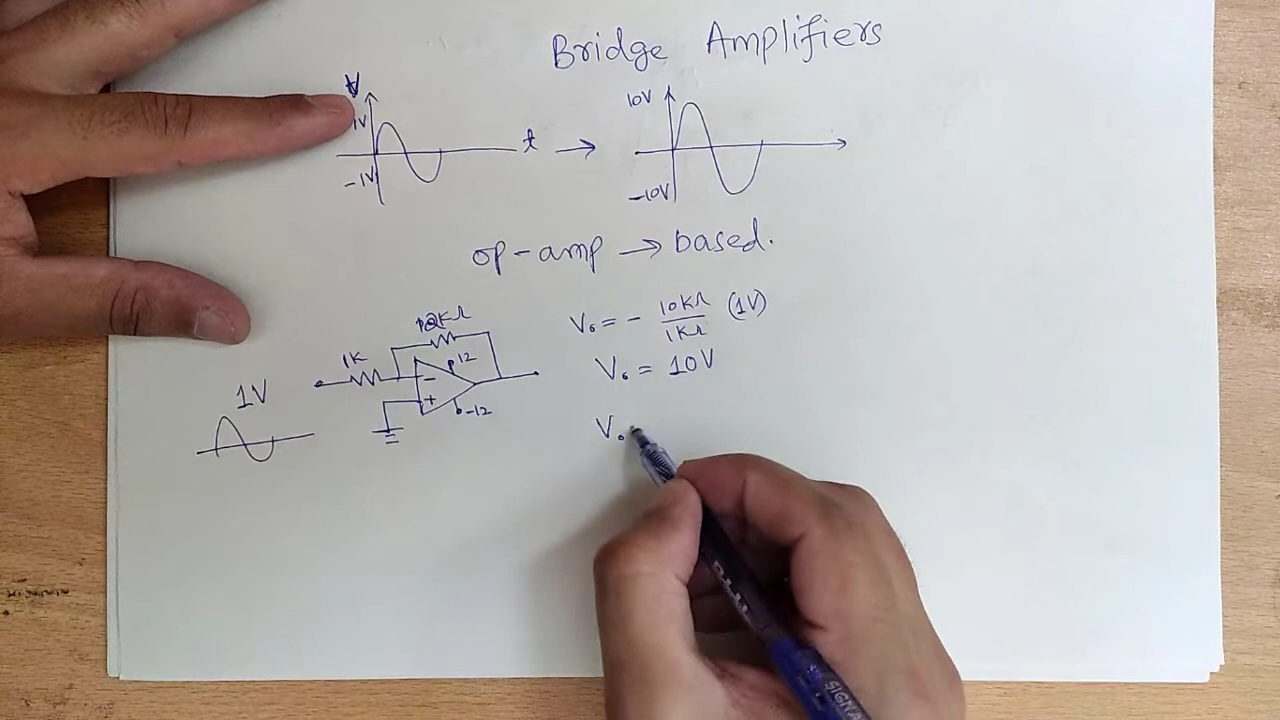 Bridge Amplifiers
V
1V
-1V
t →
10V
-10V
op-amp → based.
1V
1K
12
-12
V₀ = - 10KΩ/1KΩ (1V)
V₀ = 10V
V₀